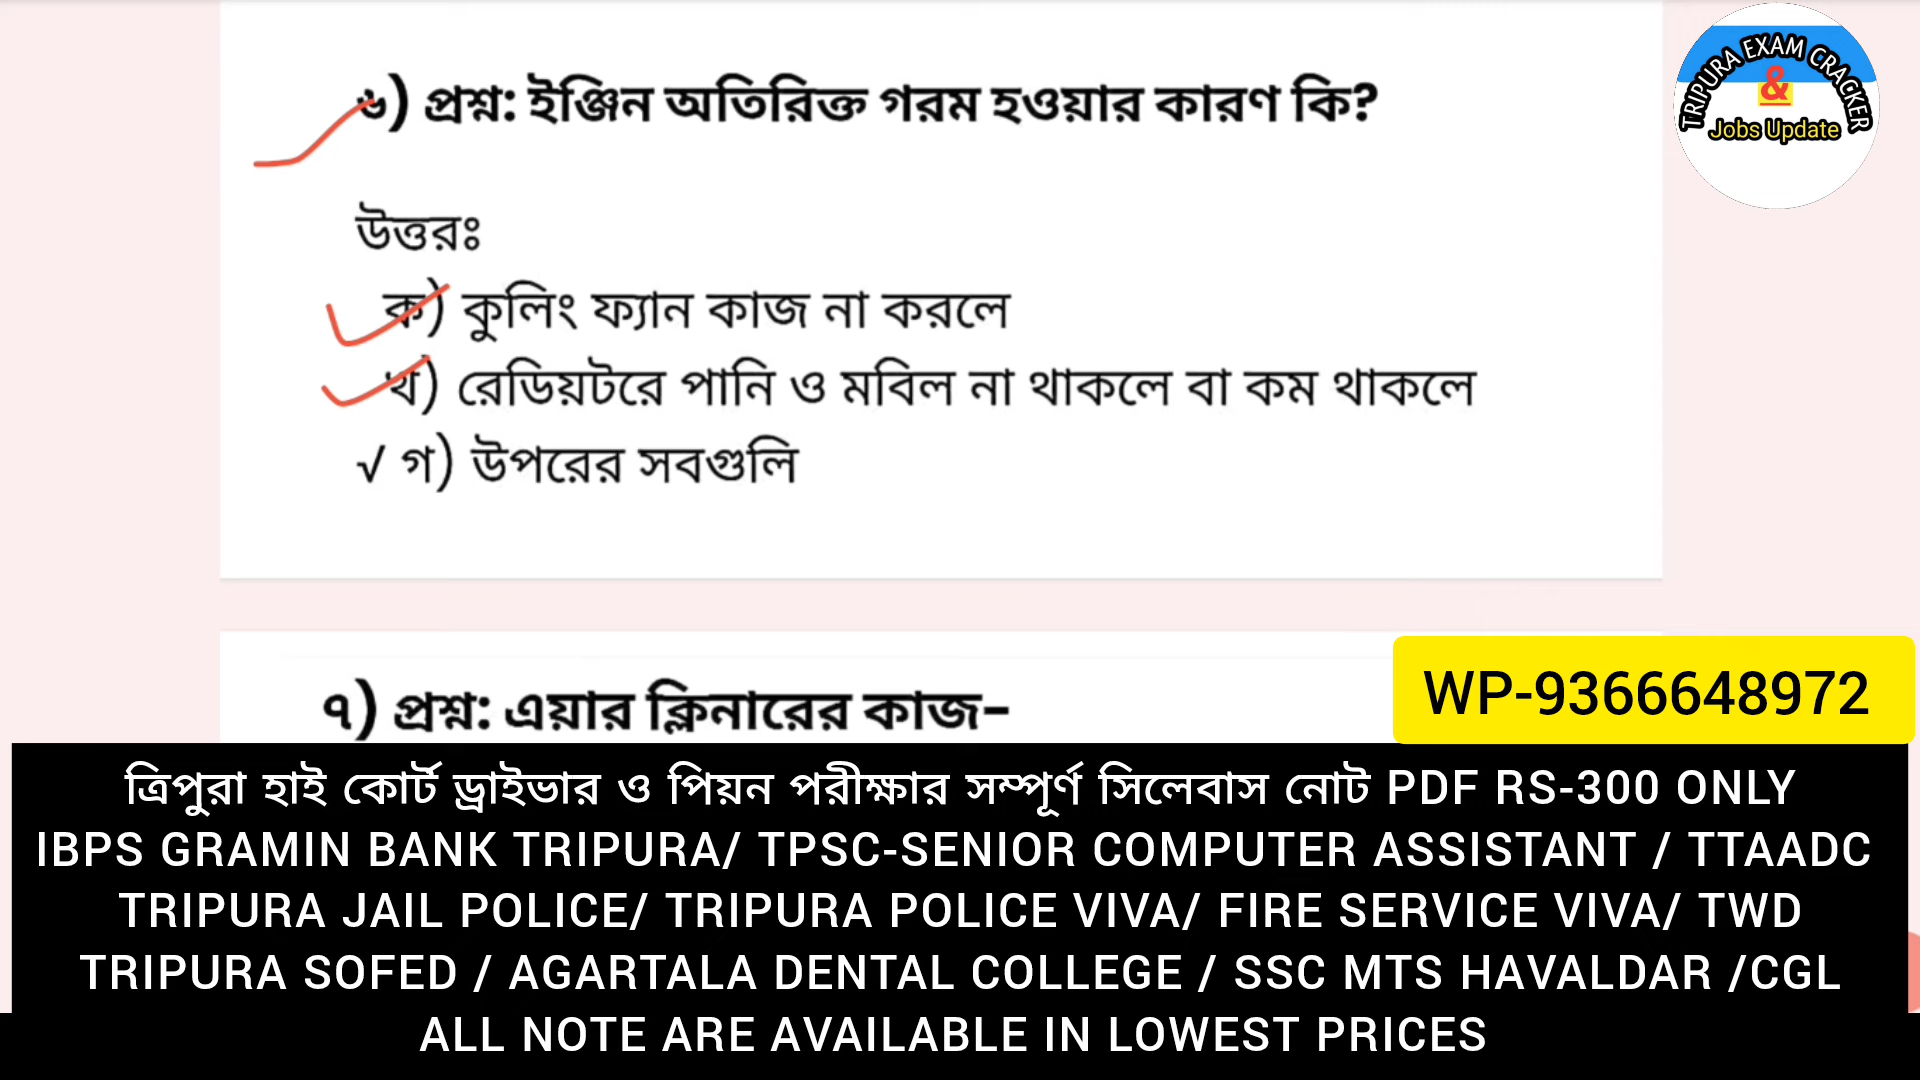 ৬) প্রশ্ন: ইঞ্জিন অতিরিক্ত গরম হওয়ার কারণ কি?
TRIPURA EXAM CRACKER
&
Jobs Update
উত্তরঃ
ক) কুলিং ফ্যান কাজ না করলে
খ) রেডিয়টরে পানি ও মবিল না থাকলে বা কম থাকলে
√ গ) উপরের সবগুলি
৭) প্রশ্ন: এয়ার ক্লিনারের কাজ–
WP-9366648972
ত্রিপুরা হাই কোর্ট ড্রাইভার ও পিয়ন পরীক্ষার সম্পূর্ণ সিলেবাস নোট PDF RS-300 ONLY
IBPS GRAMIN BANK TRIPURA/ TPSC-SENIOR COMPUTER ASSISTANT / TTAADC
TRIPURA JAIL POLICE/ TRIPURA POLICE VIVA/ FIRE SERVICE VIVA/ TWD
TRIPURA SOFED / AGARTALA DENTAL COLLEGE / SSC MTS HAVALDAR /CGL
ALL NOTE ARE AVAILABLE IN LOWEST PRICES